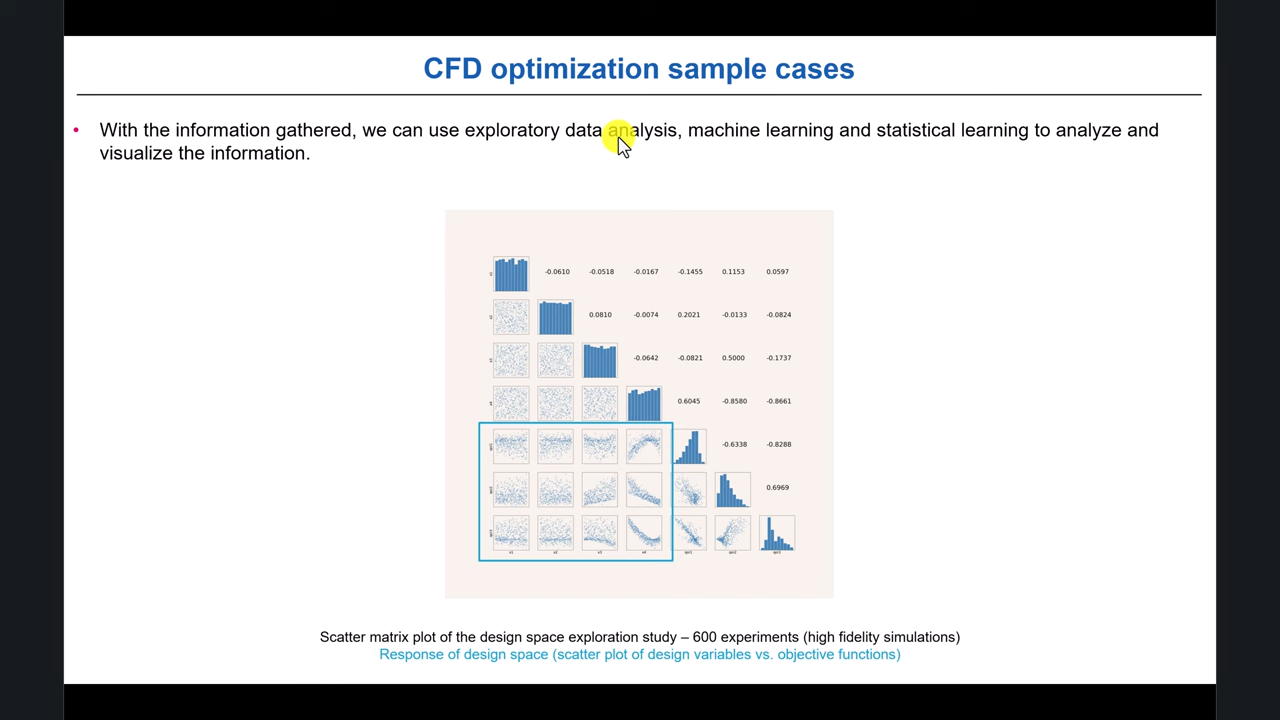 CFD optimization sample cases
• With the information gathered, we can use exploratory data analysis, machine learning and statistical learning to analyze and
visualize the information.
-0.0610 -0.0518 -0.0167 -0.1455 0.1153 0.0597
0.0810 -0.0074 0.2021 -0.0133 -0.0824
-0.0642 -0.0821 0.5000 -0.1737
0.6045 -0.8580 -0.8661
-0.6338 -0.8288
0.6969
Scatter matrix plot of the design space exploration study – 600 experiments (high fidelity simulations)
Response of design space (scatter plot of design variables vs. objective functions)